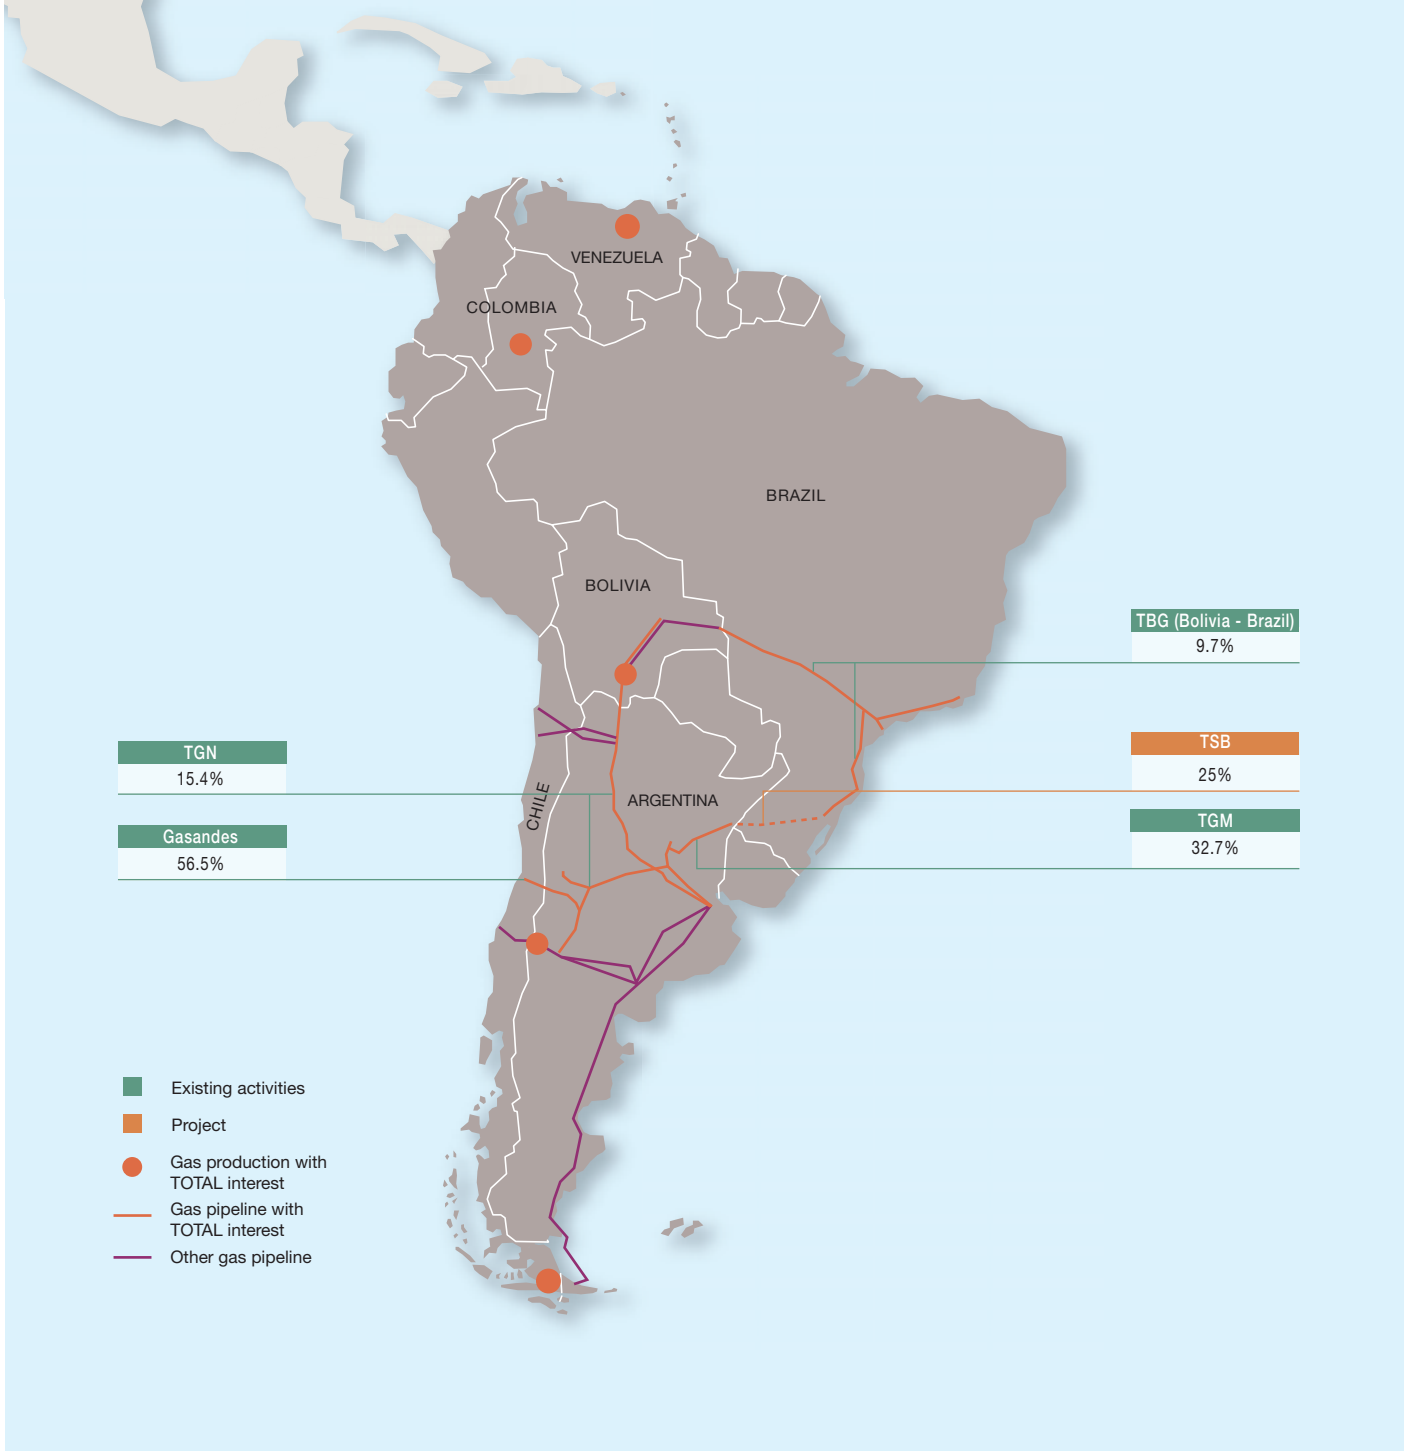 VENEZUELA
COLOMBIA
BRAZIL
BOLIVIA
TBG (Bolivia - Brazil)
9.7%
TSB
25%
TGN
15.4%
CHILE
ARGENTINA
TGM
32.7%
Gasandes
56.5%
Existing activities
Project
Gas production with
TOTAL interest
Gas pipeline with
TOTAL interest
Other gas pipeline